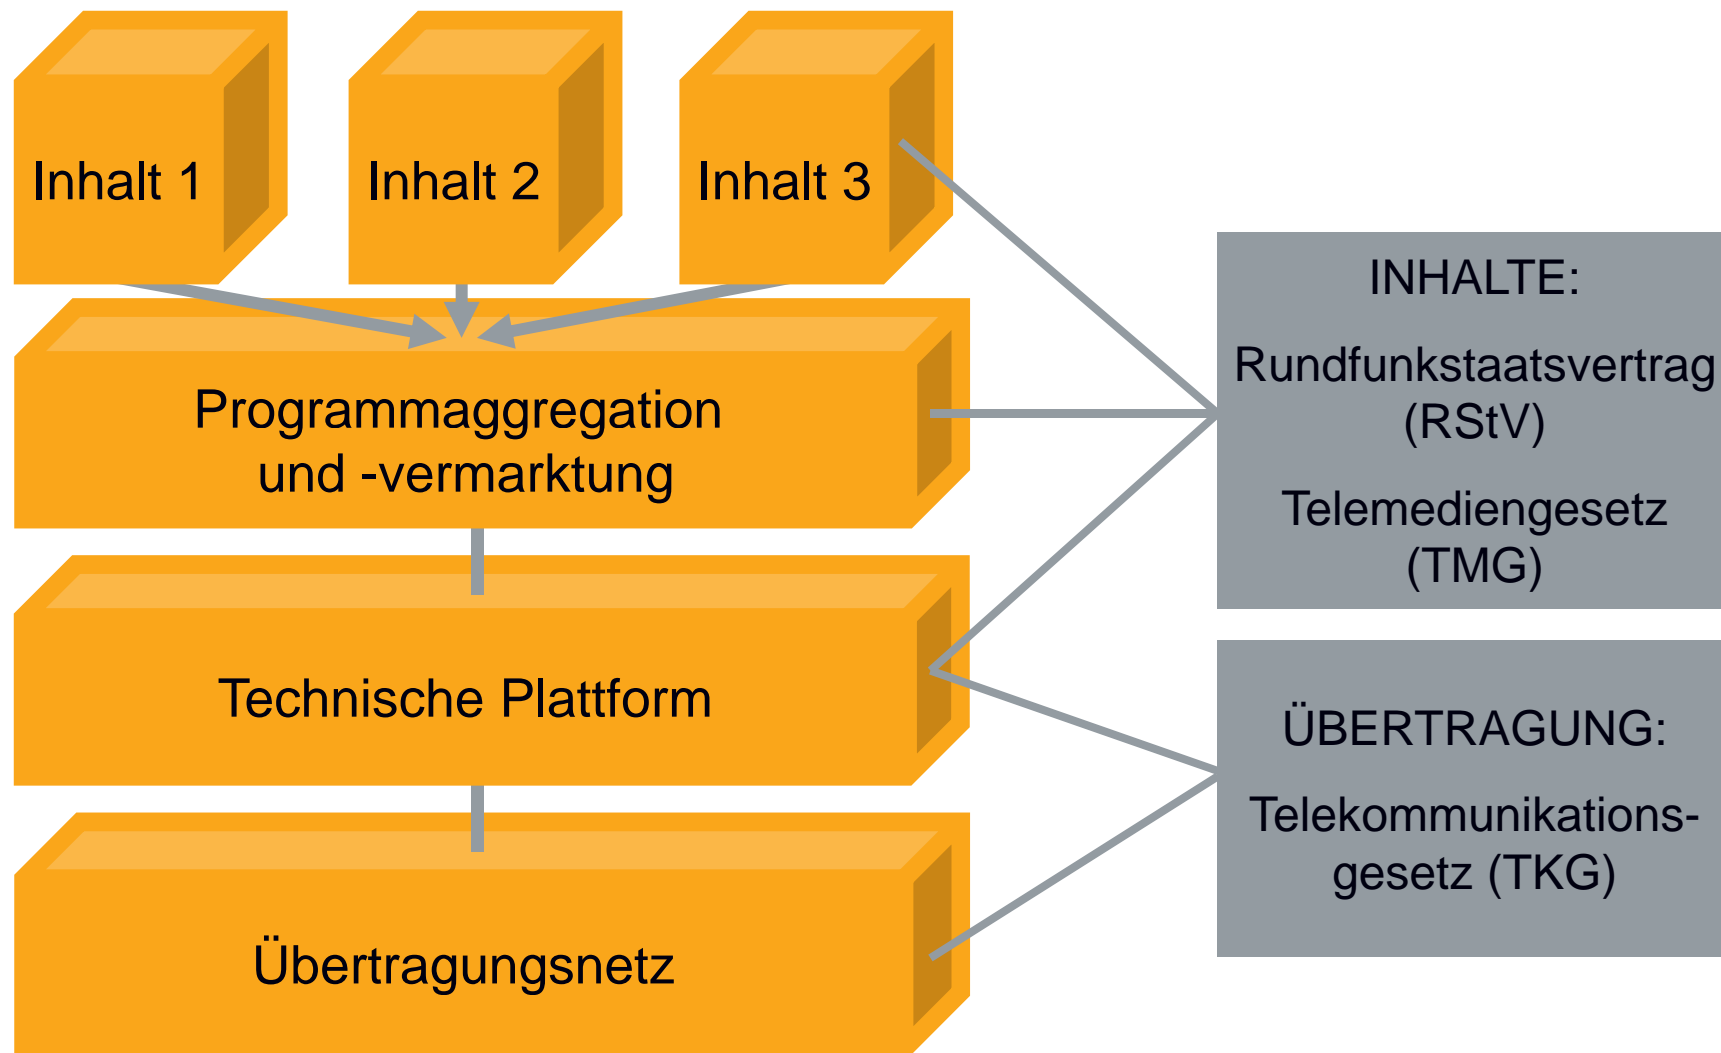 Inhalt 1
Inhalt 2
Inhalt 3
Programmaggregation
und -vermarktung
Technische Plattform
Übertragungsnetz
INHALTE:
Rundfunkstaatsvertrag
(RStV)
Telemediengesetz
(TMG)
ÜBERTRAGUNG:
Telekommunikations-
gesetz (TKG)